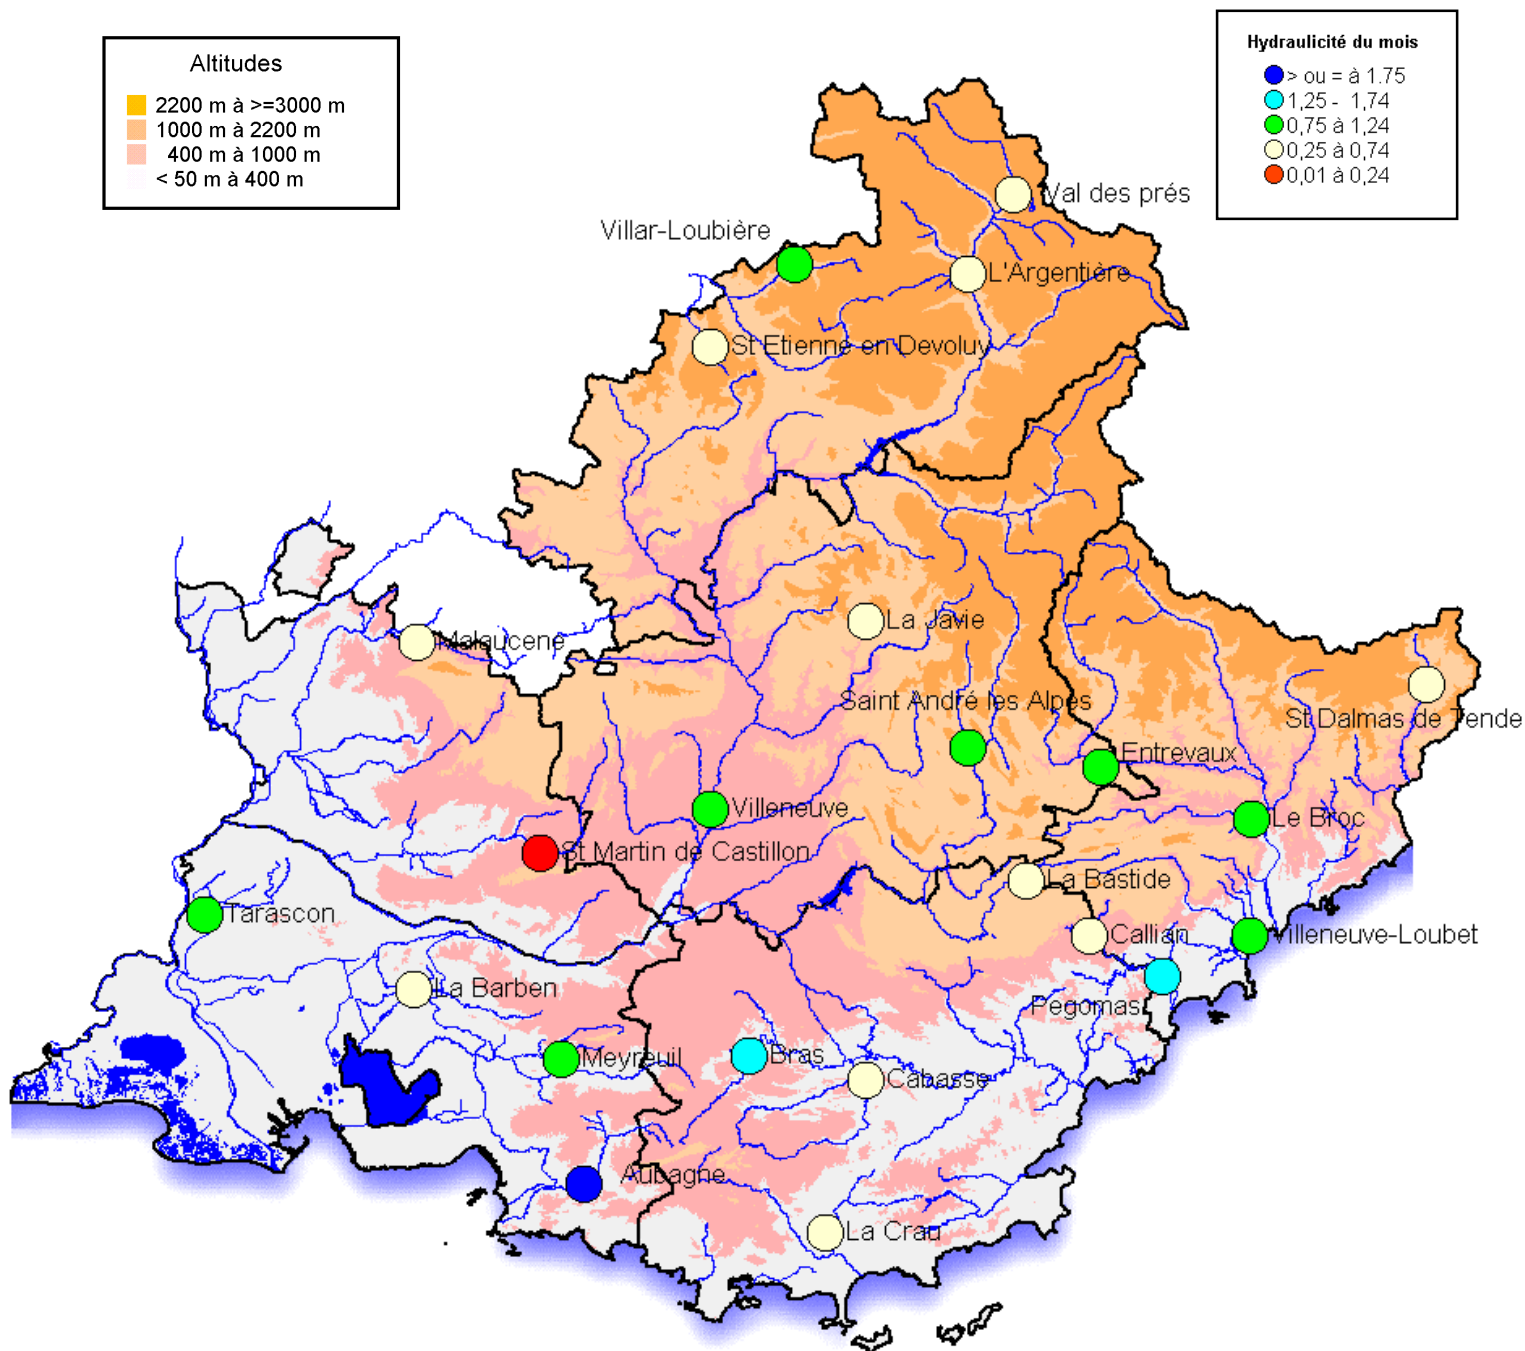 Altitudes
2200 m à >=3000 m
1000 m à 2200 m
400 m à 1000 m
< 50 m à 400 m
Hydraulicité du mois
> ou = à 1.75
1,25 - 1,74
0,75 à 1,24
0,25 à 0,74
0,01 à 0,24
Val des prés
Villar-Loubière
L'Argentière
St Etienne en Devoluy
La Javie
Malaucene
Saint André les Alpes
St Dalmas de Tende
Entrevaux
Villeneuve
Le Broc
St Martin de Castillon
La Bastide
Tarascon
Callian
Villeneuve-Loubet
La Barben
Pegomas
Meyreuil
Bras
Cabasse
Aubagne
La Crau